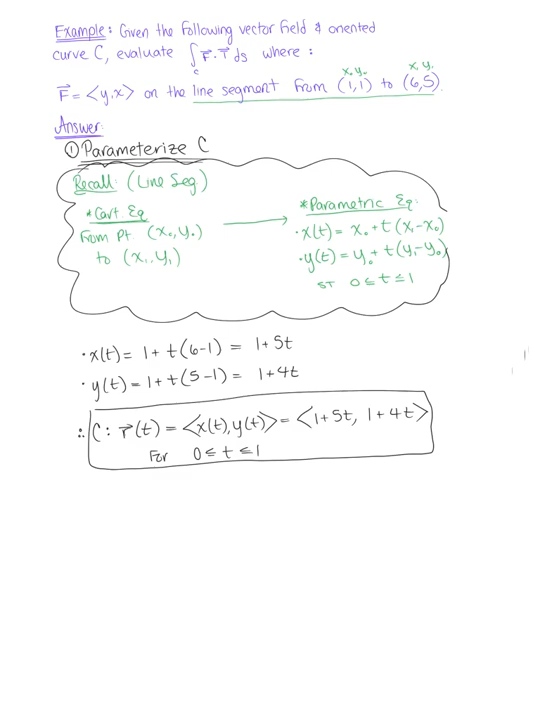 Example: Given the following vector field & oriented
curve C, evaluate ∫_C F⃗·T⃗ ds where:
x₀ y₀ x₁ y₁
F⃗ = <y,x> on the line segment from (1,1) to (6,5).
Answer:
① Parameterize C
Recall: (Line Seg.)
*Cart. Eq
From Pt (x₀, y₀)
to (x₁, y₁)
*Parametric Eq:
·x(t) = x₀ + t(x₁-x₀)
·y(t) = y₀ + t(y₁-y₀)
ST 0 ≤ t ≤ 1
·x(t) = 1 + t(6-1) = 1+5t
·y(t) = 1 + t(5-1) = 1+4t
∴ C: r⃗(t) = <x(t), y(t)> = <1+5t, 1+4t>
For 0 ≤ t ≤ 1